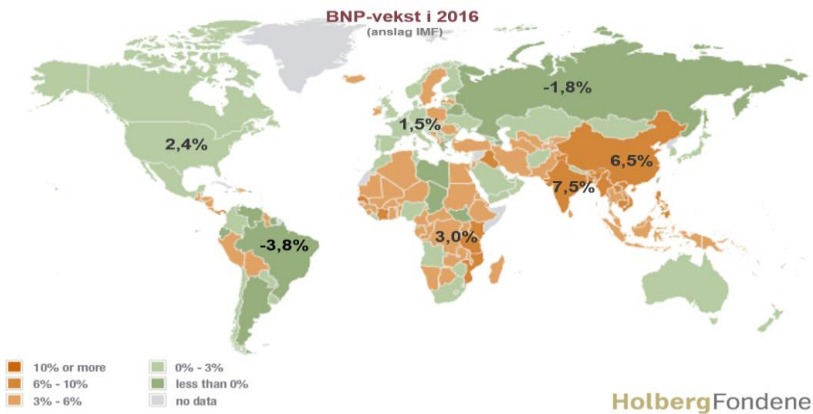 BNP-vekst i 2016
(anslag IMF)
-1,8%
1,5%
2,4%
6,5%
7,5%
3,0%
-3,8%
10% or more
6% - 10%
3% - 6%
0% - 3%
less than 0%
no data
HolbergFondene